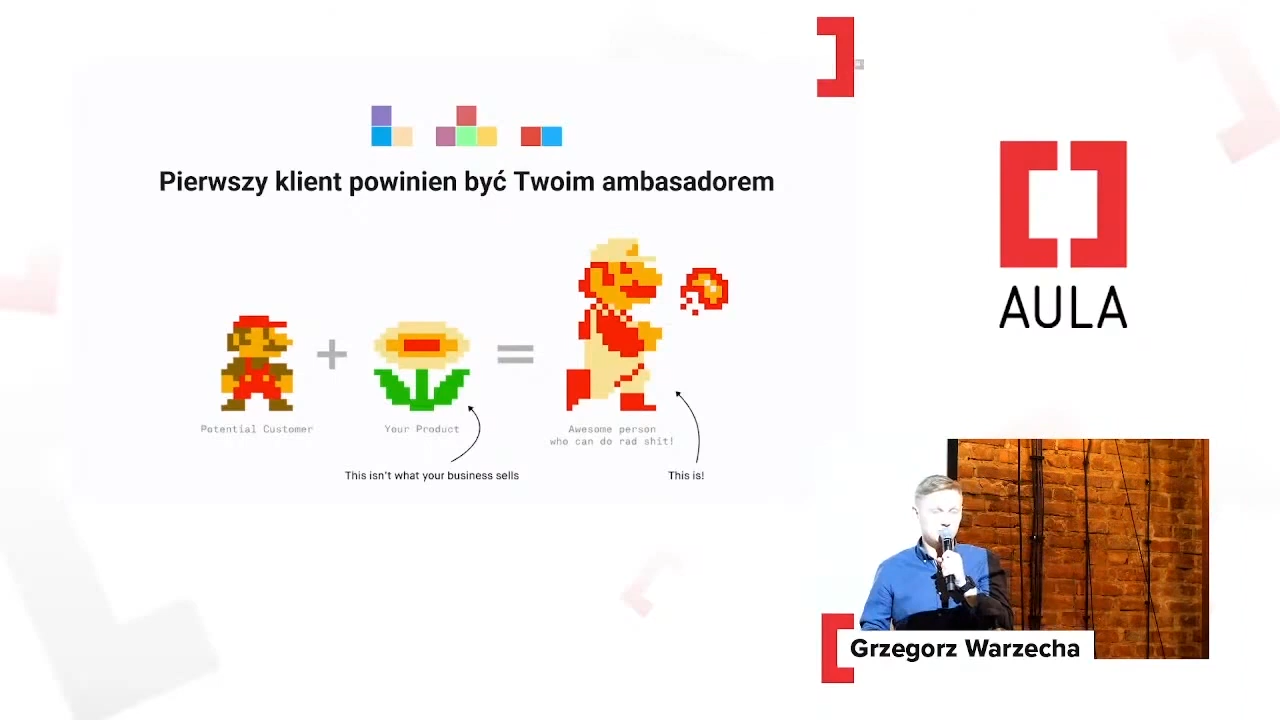 Pierwszy klient powinien być Twoim ambasadorem
Potential Customer
Your Product
Awesome person
who can do rad shit!
This isn't what your business sells
This is!
AULA
Grzegorz Warzecha